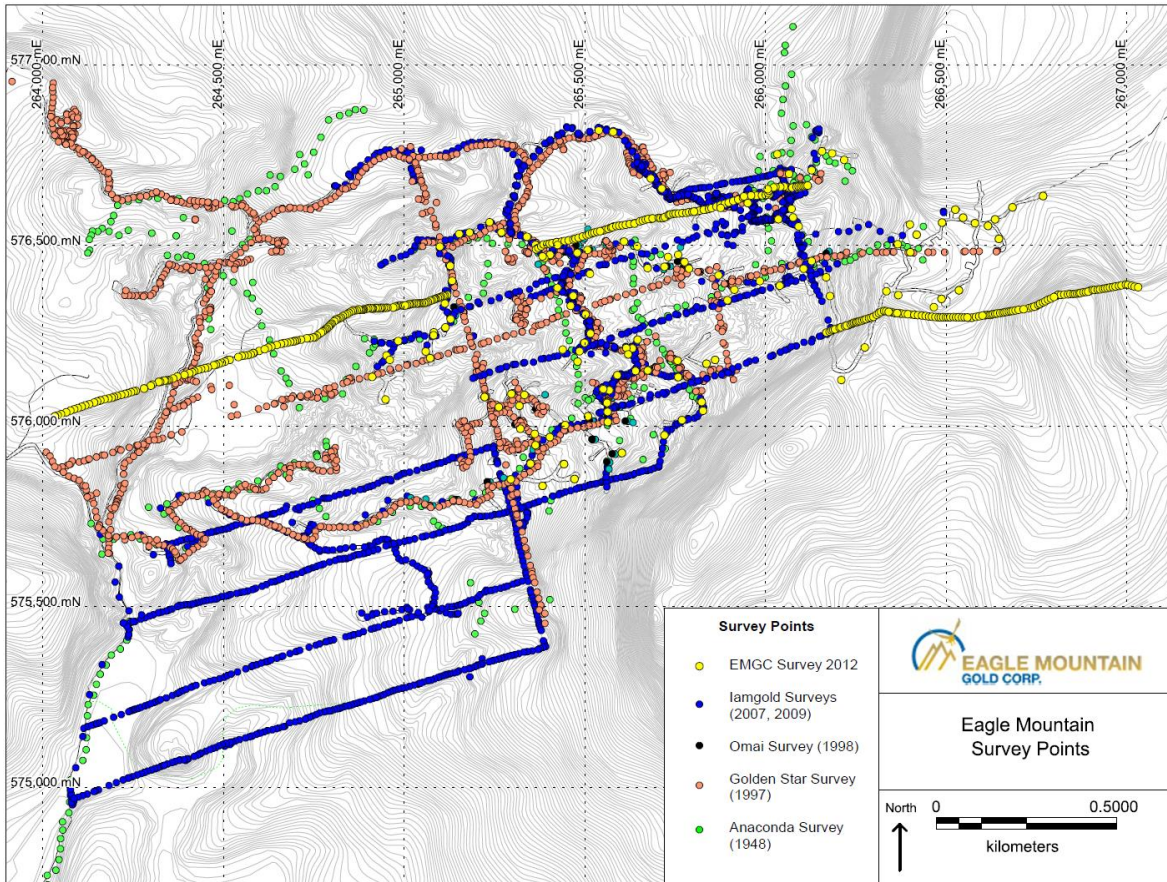 264,000 mE
264,500 mE
265,000 mE
265,500 mE
266,000 mE
266,500 mE
267,000 mE
577,000 mN
576,500 mN
576,000 mN
575,500 mN
575,000 mN
Survey Points
EMGC Survey 2012
Iamgold Surveys
(2007, 2009)
Omai Survey (1998)
Golden Star Survey
(1997)
Anaconda Survey
(1948)
EAGLE MOUNTAIN
GOLD CORP.
Eagle Mountain
Survey Points
North
0 0.5000
kilometers